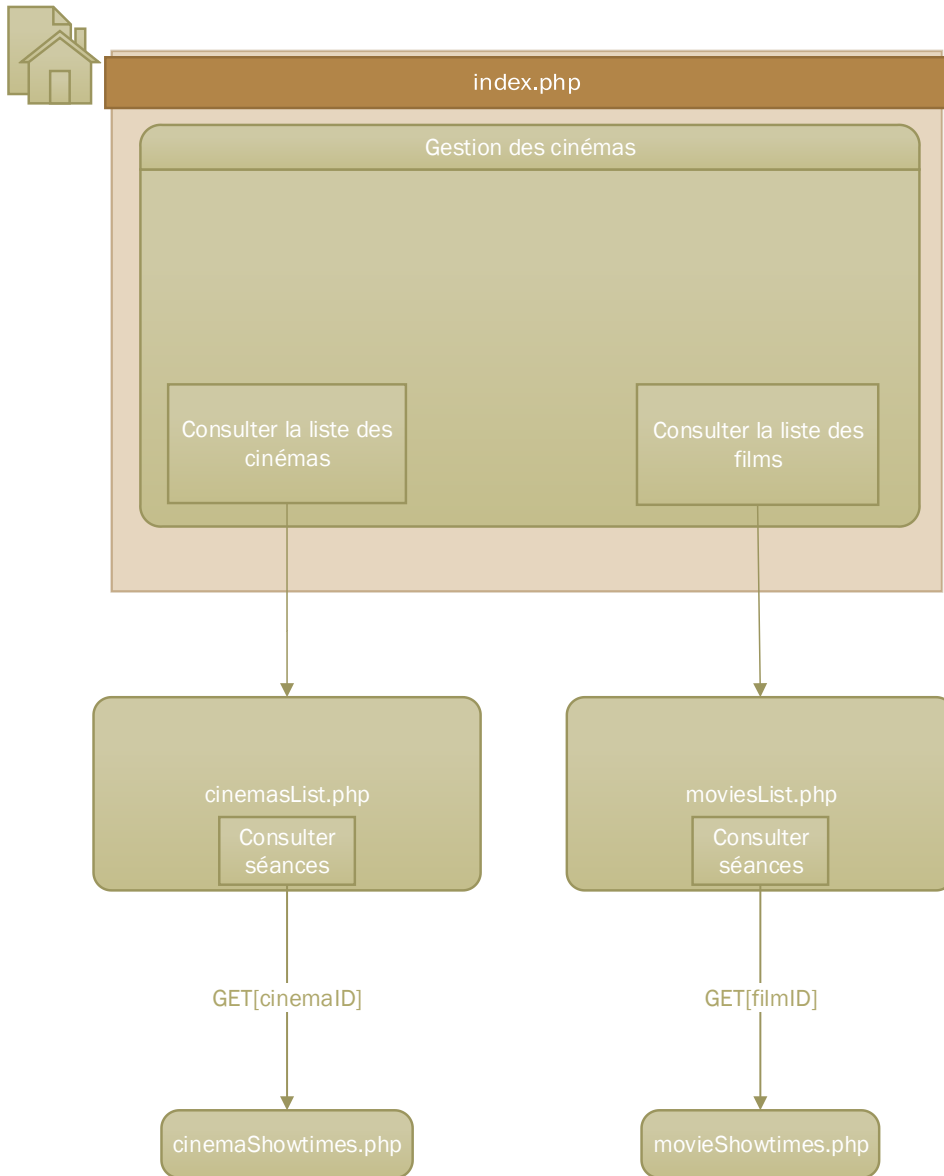 index.php
Gestion des cinémas
Consulter la liste des
cinémas
Consulter la liste des
films
cinemasList.php
Consulter
séances
moviesList.php
Consulter
séances
GET[cinemaID]
GET[filmID]
cinemaShowtimes.php
movieShowtimes.php